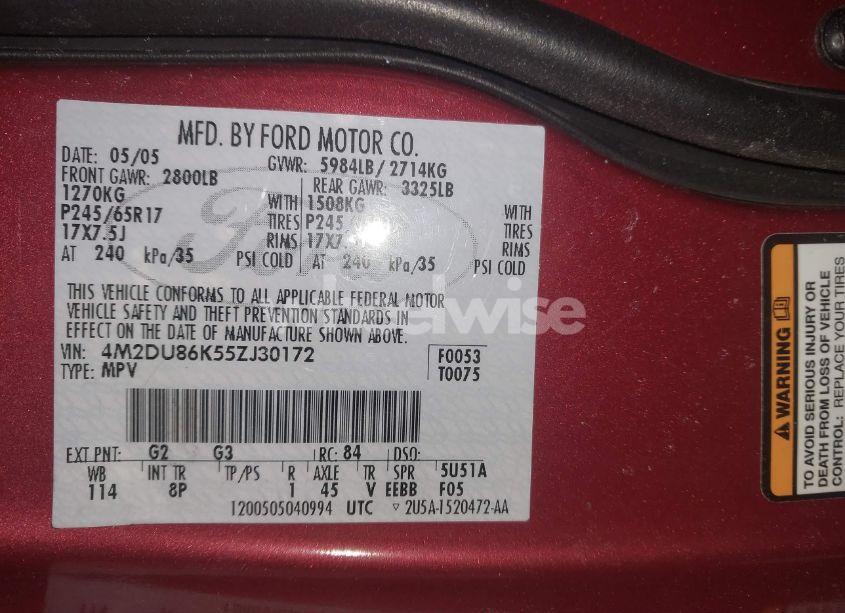 MFD. BY FORD MOTOR CO.
DATE: 05/05 GVWR: 5984LB/2714KG
FRONT GAWR: 2800LB REAR GAWR: 3325LB
1270KG WITH 1508KG WITH
P245/65R17 TIRES P245 TIRES
17X7.5J RIMS 17X7.5J RIMS
AT 240 kPa/35 PSI COLD AT 240 kPa/35 PSI COLD
Ford
THIS VEHICLE CONFORMS TO ALL APPLICABLE FEDERAL MOTOR
VEHICLE SAFETY AND THEFT PREVENTION STANDARDS IN
EFFECT ON THE DATE OF MANUFACTURE SHOWN ABOVE.
VIN: 4M2DU86K55ZJ30172 F0053
TYPE: MPV T0075
EXT PNT: G2 G3 RC: 84 DSO:
WB INT TR TP/PS R AXLE TR SPR 5U51A
114 8P 1 45 V EEBB F05
1200505040994 UTC ▽ 2U5A-1520472-AA
WARNING
TO AVOID SERIOUS INJURY OR
DEATH FROM LOSS OF VEHICLE
CONTROL: REPLACE YOUR